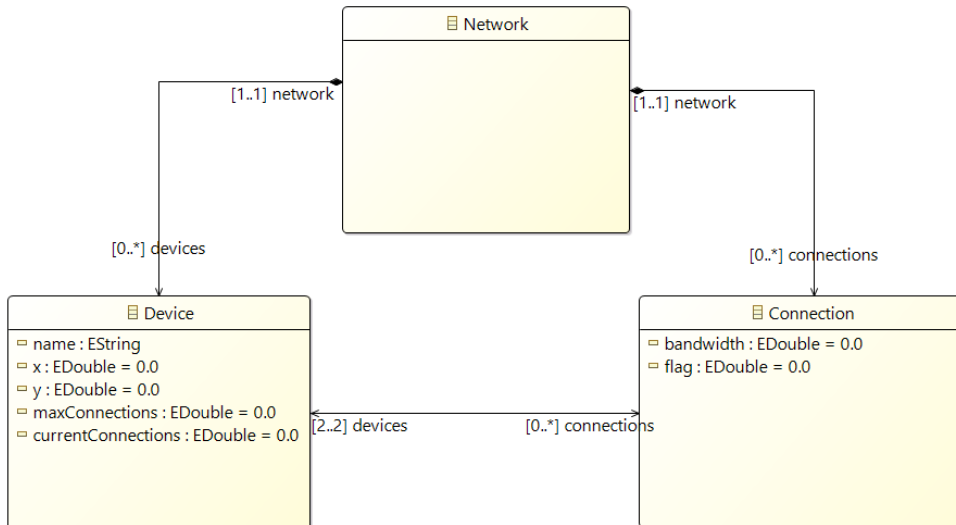 Network
[1..1] network
[1..1] network
[0..*] devices
[0..*] connections
Device
name : EString
x : EDouble = 0.0
y : EDouble = 0.0
maxConnections : EDouble = 0.0
currentConnections : EDouble = 0.0
Connection
bandwidth : EDouble = 0.0
flag : EDouble = 0.0
[2..2] devices
[0..*] connections